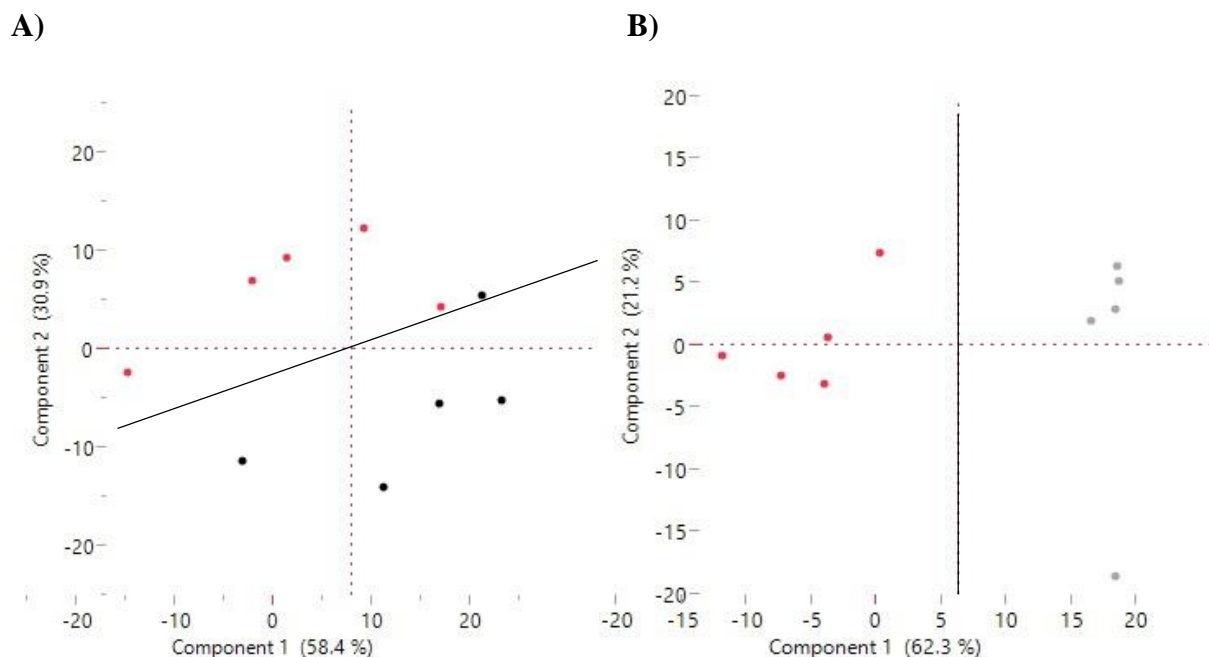 A)
20
10
0
-10
-20
Component 2 (30.9 %)
-20 -10 0 10 20 -20
Component 1 (58.4 %)
B)
20
15
10
5
0
-5
-10
-15
-20
Component 2 (21.2 %)
-15 -10 -5 0 5 10 15 20
Component 1 (62.3 %)